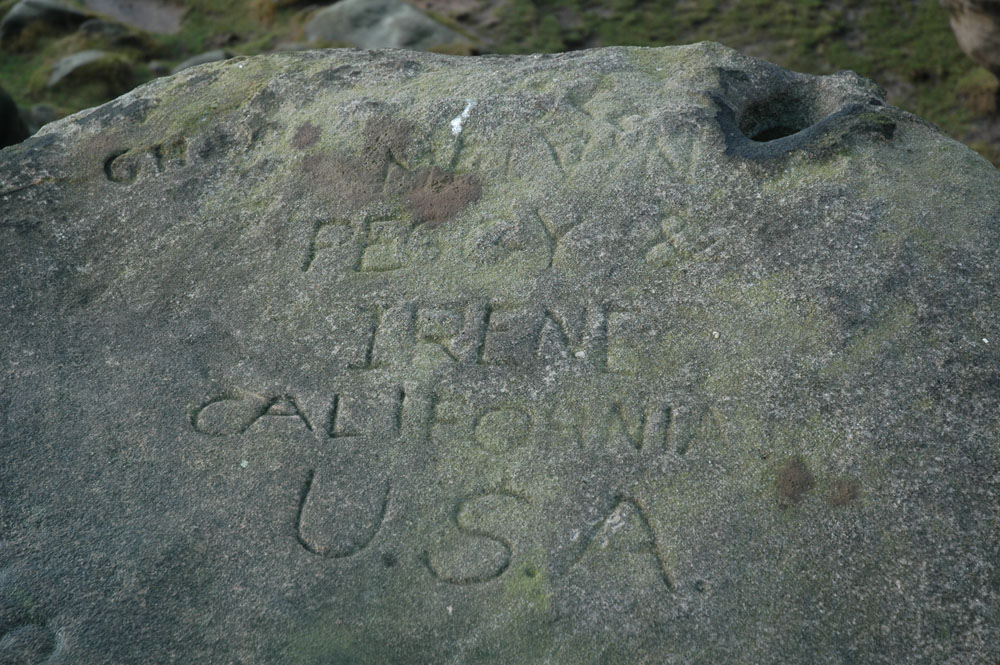 PEGGY &
IRENE
CALIFORNIA
U.S.A